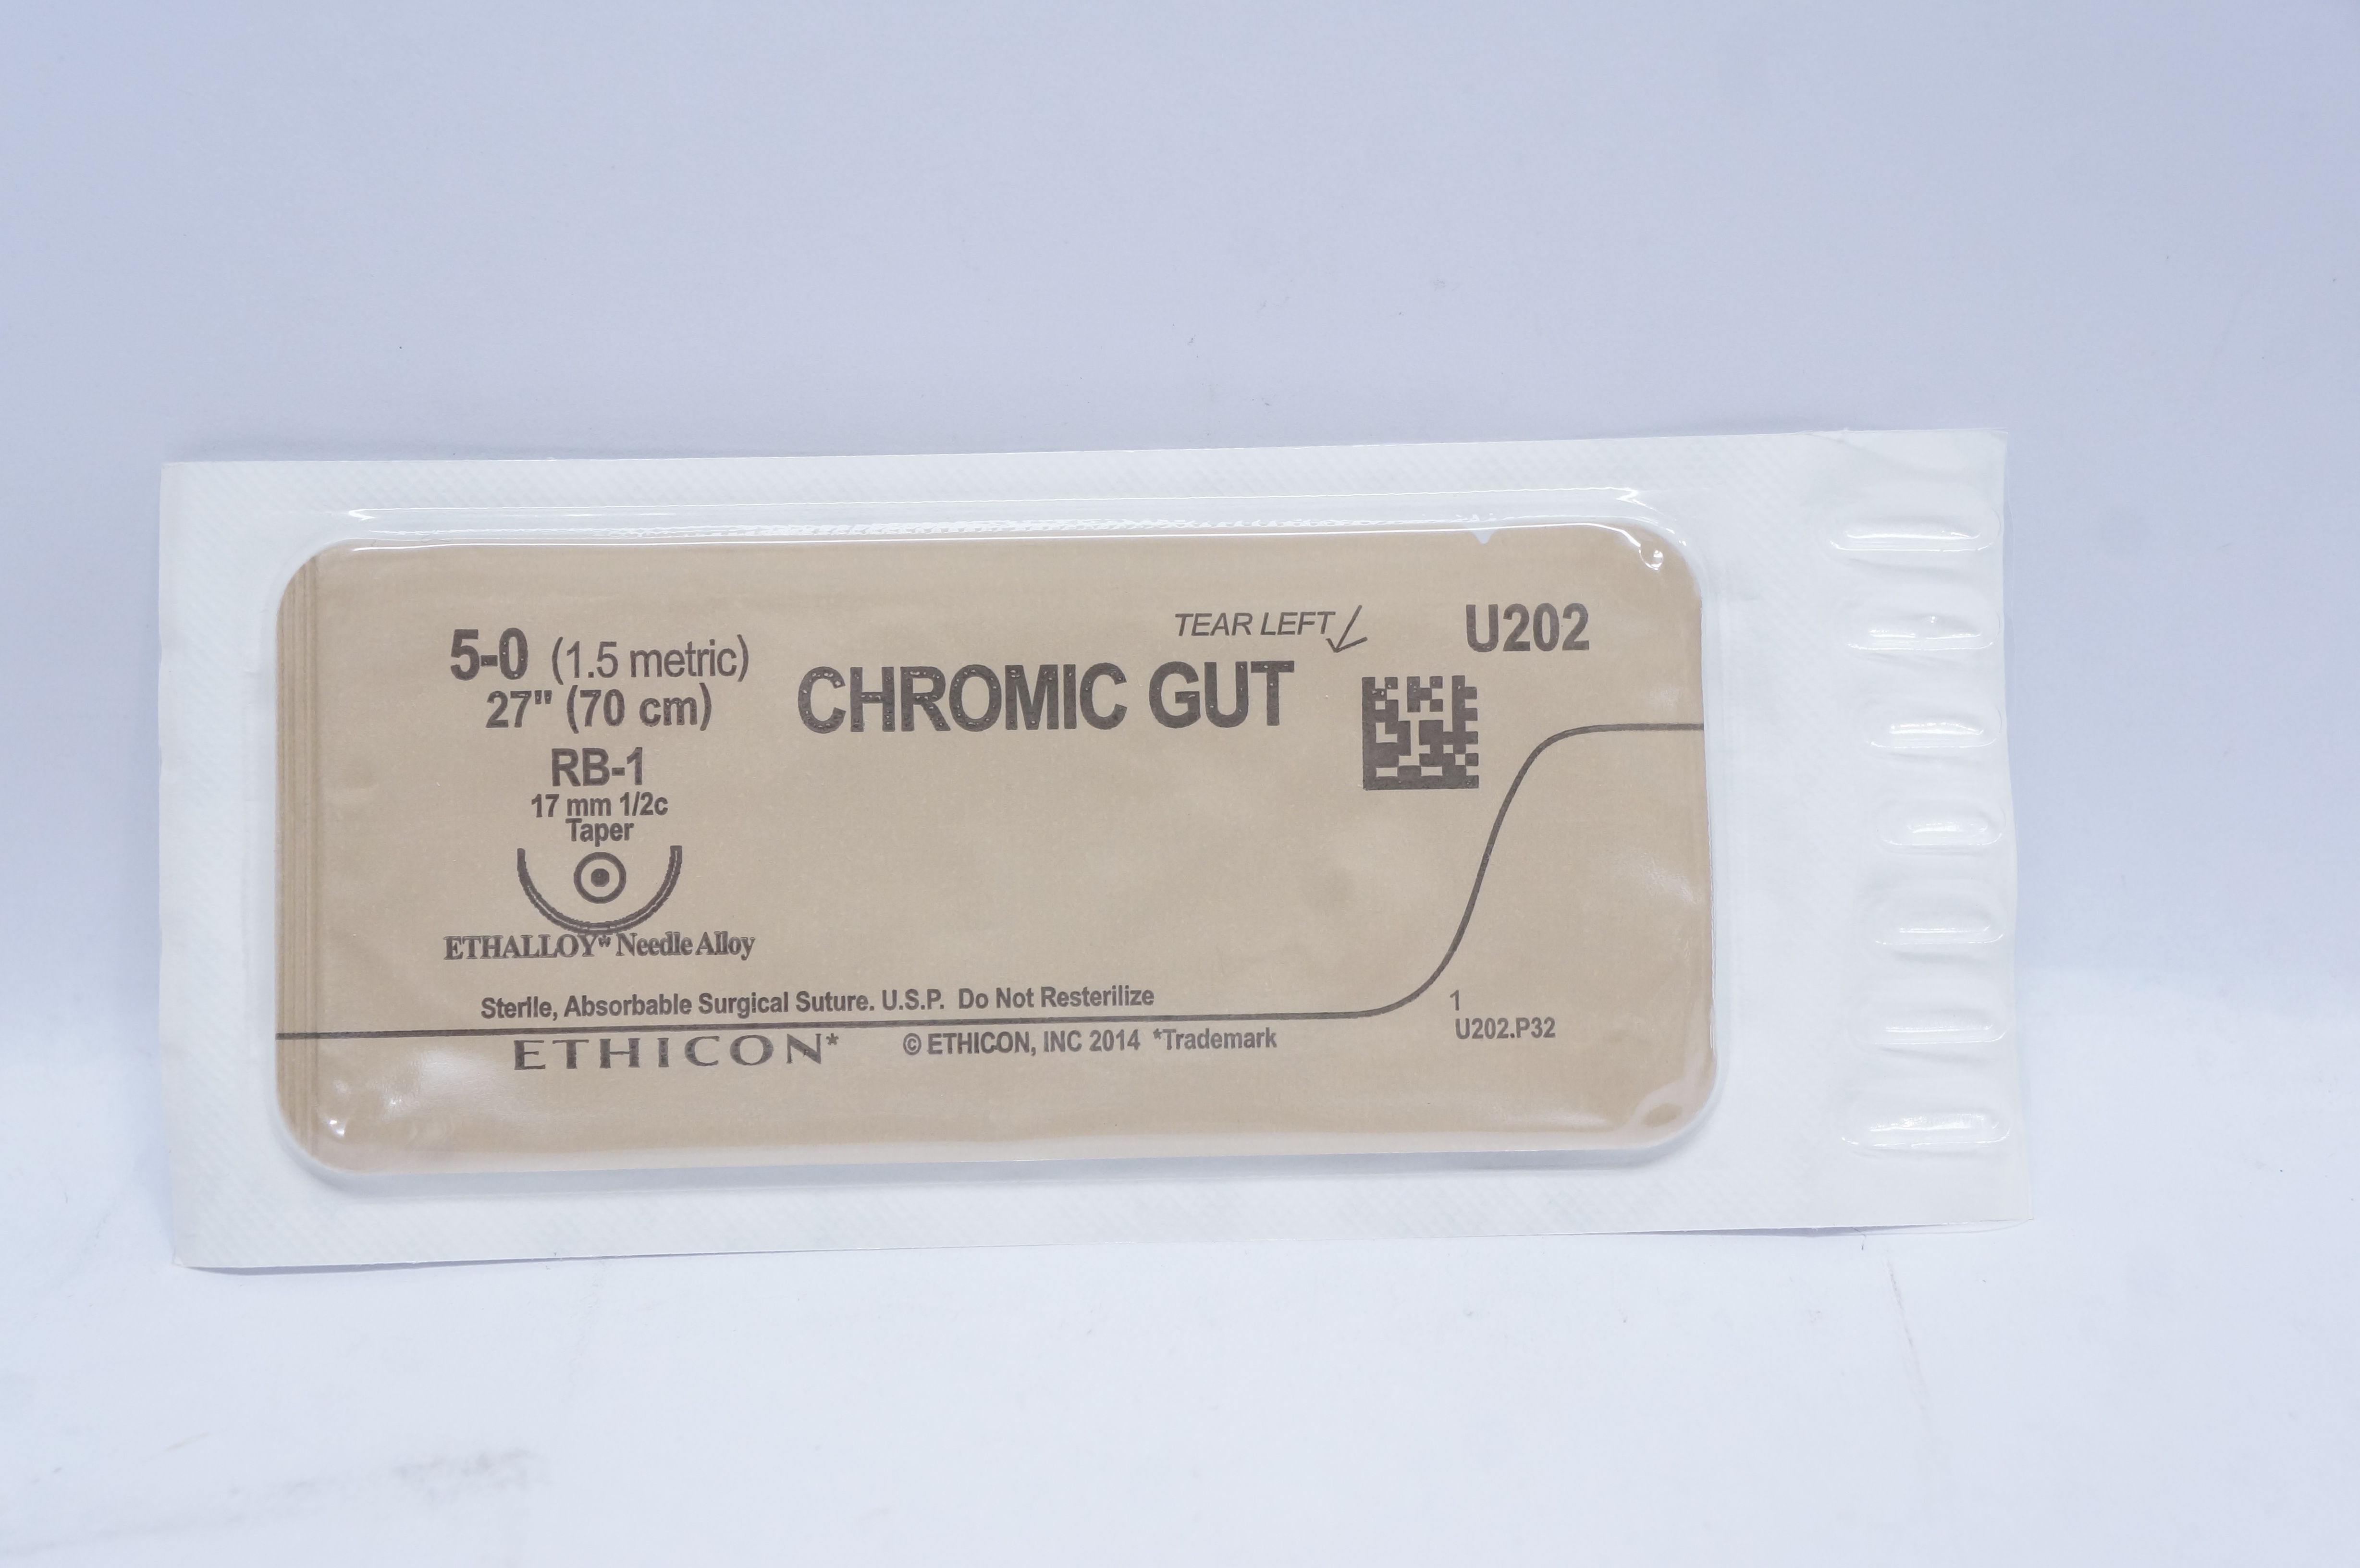 5-0 (1.5 metric)
27" (70 cm)
RB-1
17 mm 1/2c
Taper
ETHALLOY* Needle Alloy
TEAR LEFT
CHROMIC GUT
U202
Sterile, Absorbable Surgical Suture. U.S.P. Do Not Resterilize
ETHICON*
© ETHICON, INC 2014 *Trademark
1
U202.P32